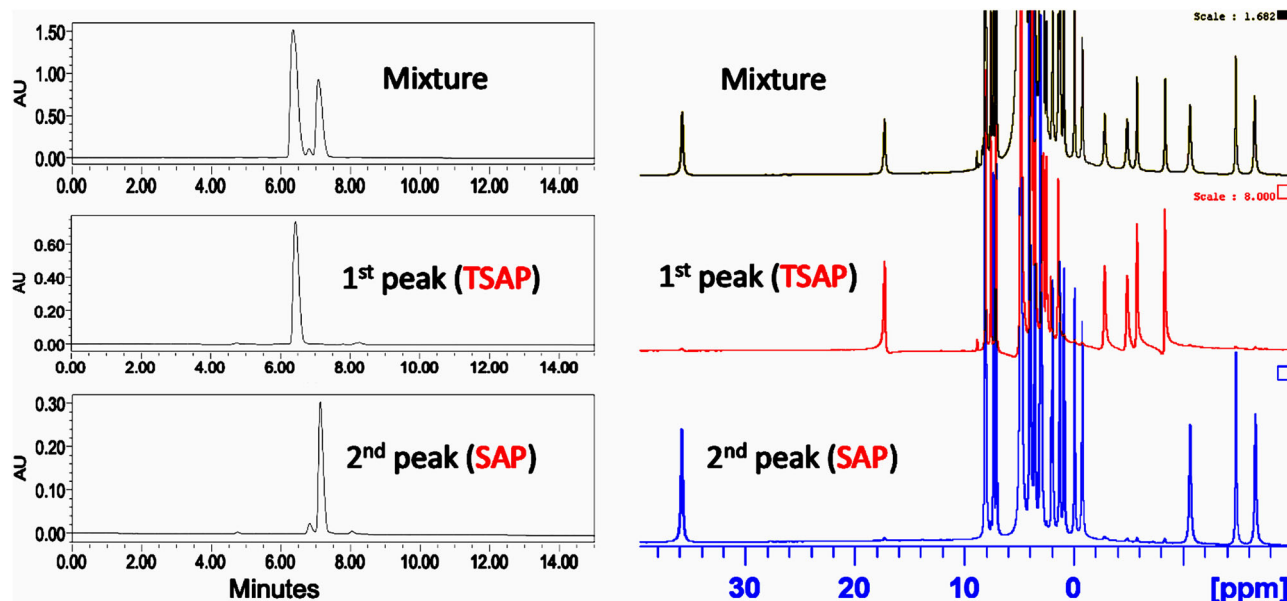 1.50
1.00
0.50
0.00
AU
Mixture
0.00 2.00 4.00 6.00 8.00 10.00 12.00 14.00
0.60
0.40
0.20
0.00
AU
1st peak (TSAP)
0.00 2.00 4.00 6.00 8.00 10.00 12.00 14.00
0.30
0.20
0.10
0.00
AU
2nd peak (SAP)
0.00 2.00 4.00 6.00 8.00 10.00 12.00 14.00
Minutes
Scale : 1.682
Mixture
Scale : 8.000
1st peak (TSAP)
2nd peak (SAP)
30 20 10 0 [ppm]